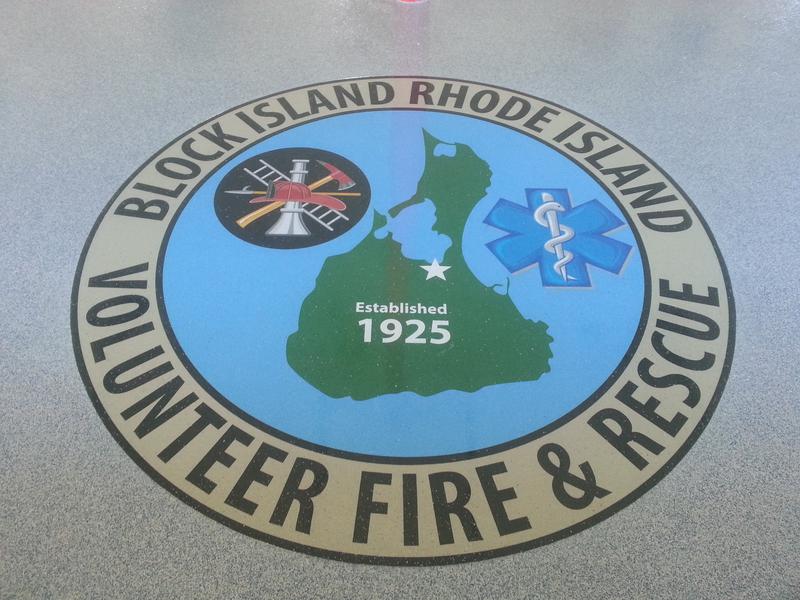 BLOCK ISLAND RHODE ISLAND
Established
1925
VOLUNTEER FIRE & RESCUE